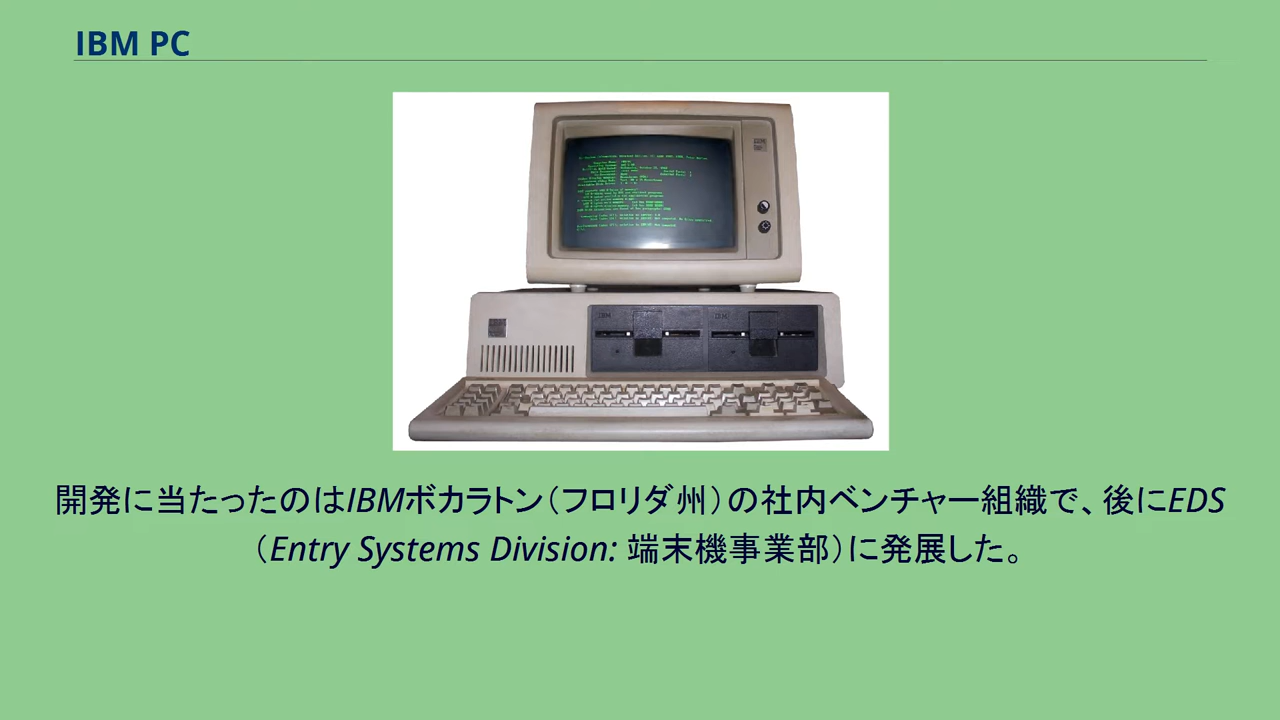 IBM PC
IBM
IBM
開発に当たったのはIBMボカラトン（フロリダ州）の社内ベンチャー組織で、後にEDS
（Entry Systems Division: 端末機事業部）に発展した。